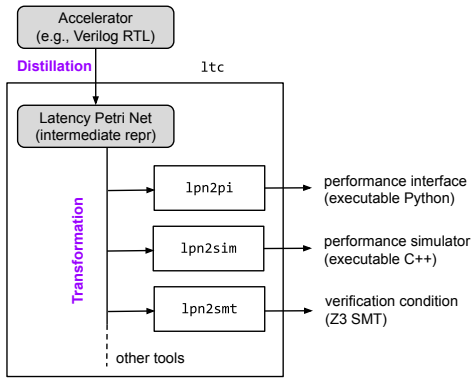 Accelerator
(e.g., Verilog RTL)
Distillation
ltc
Latency Petri Net
(intermediate repr)
Transformation
lpn2pi
performance interface
(executable Python)
lpn2sim
performance simulator
(executable C++)
lpn2smt
verification condition
(Z3 SMT)
other tools